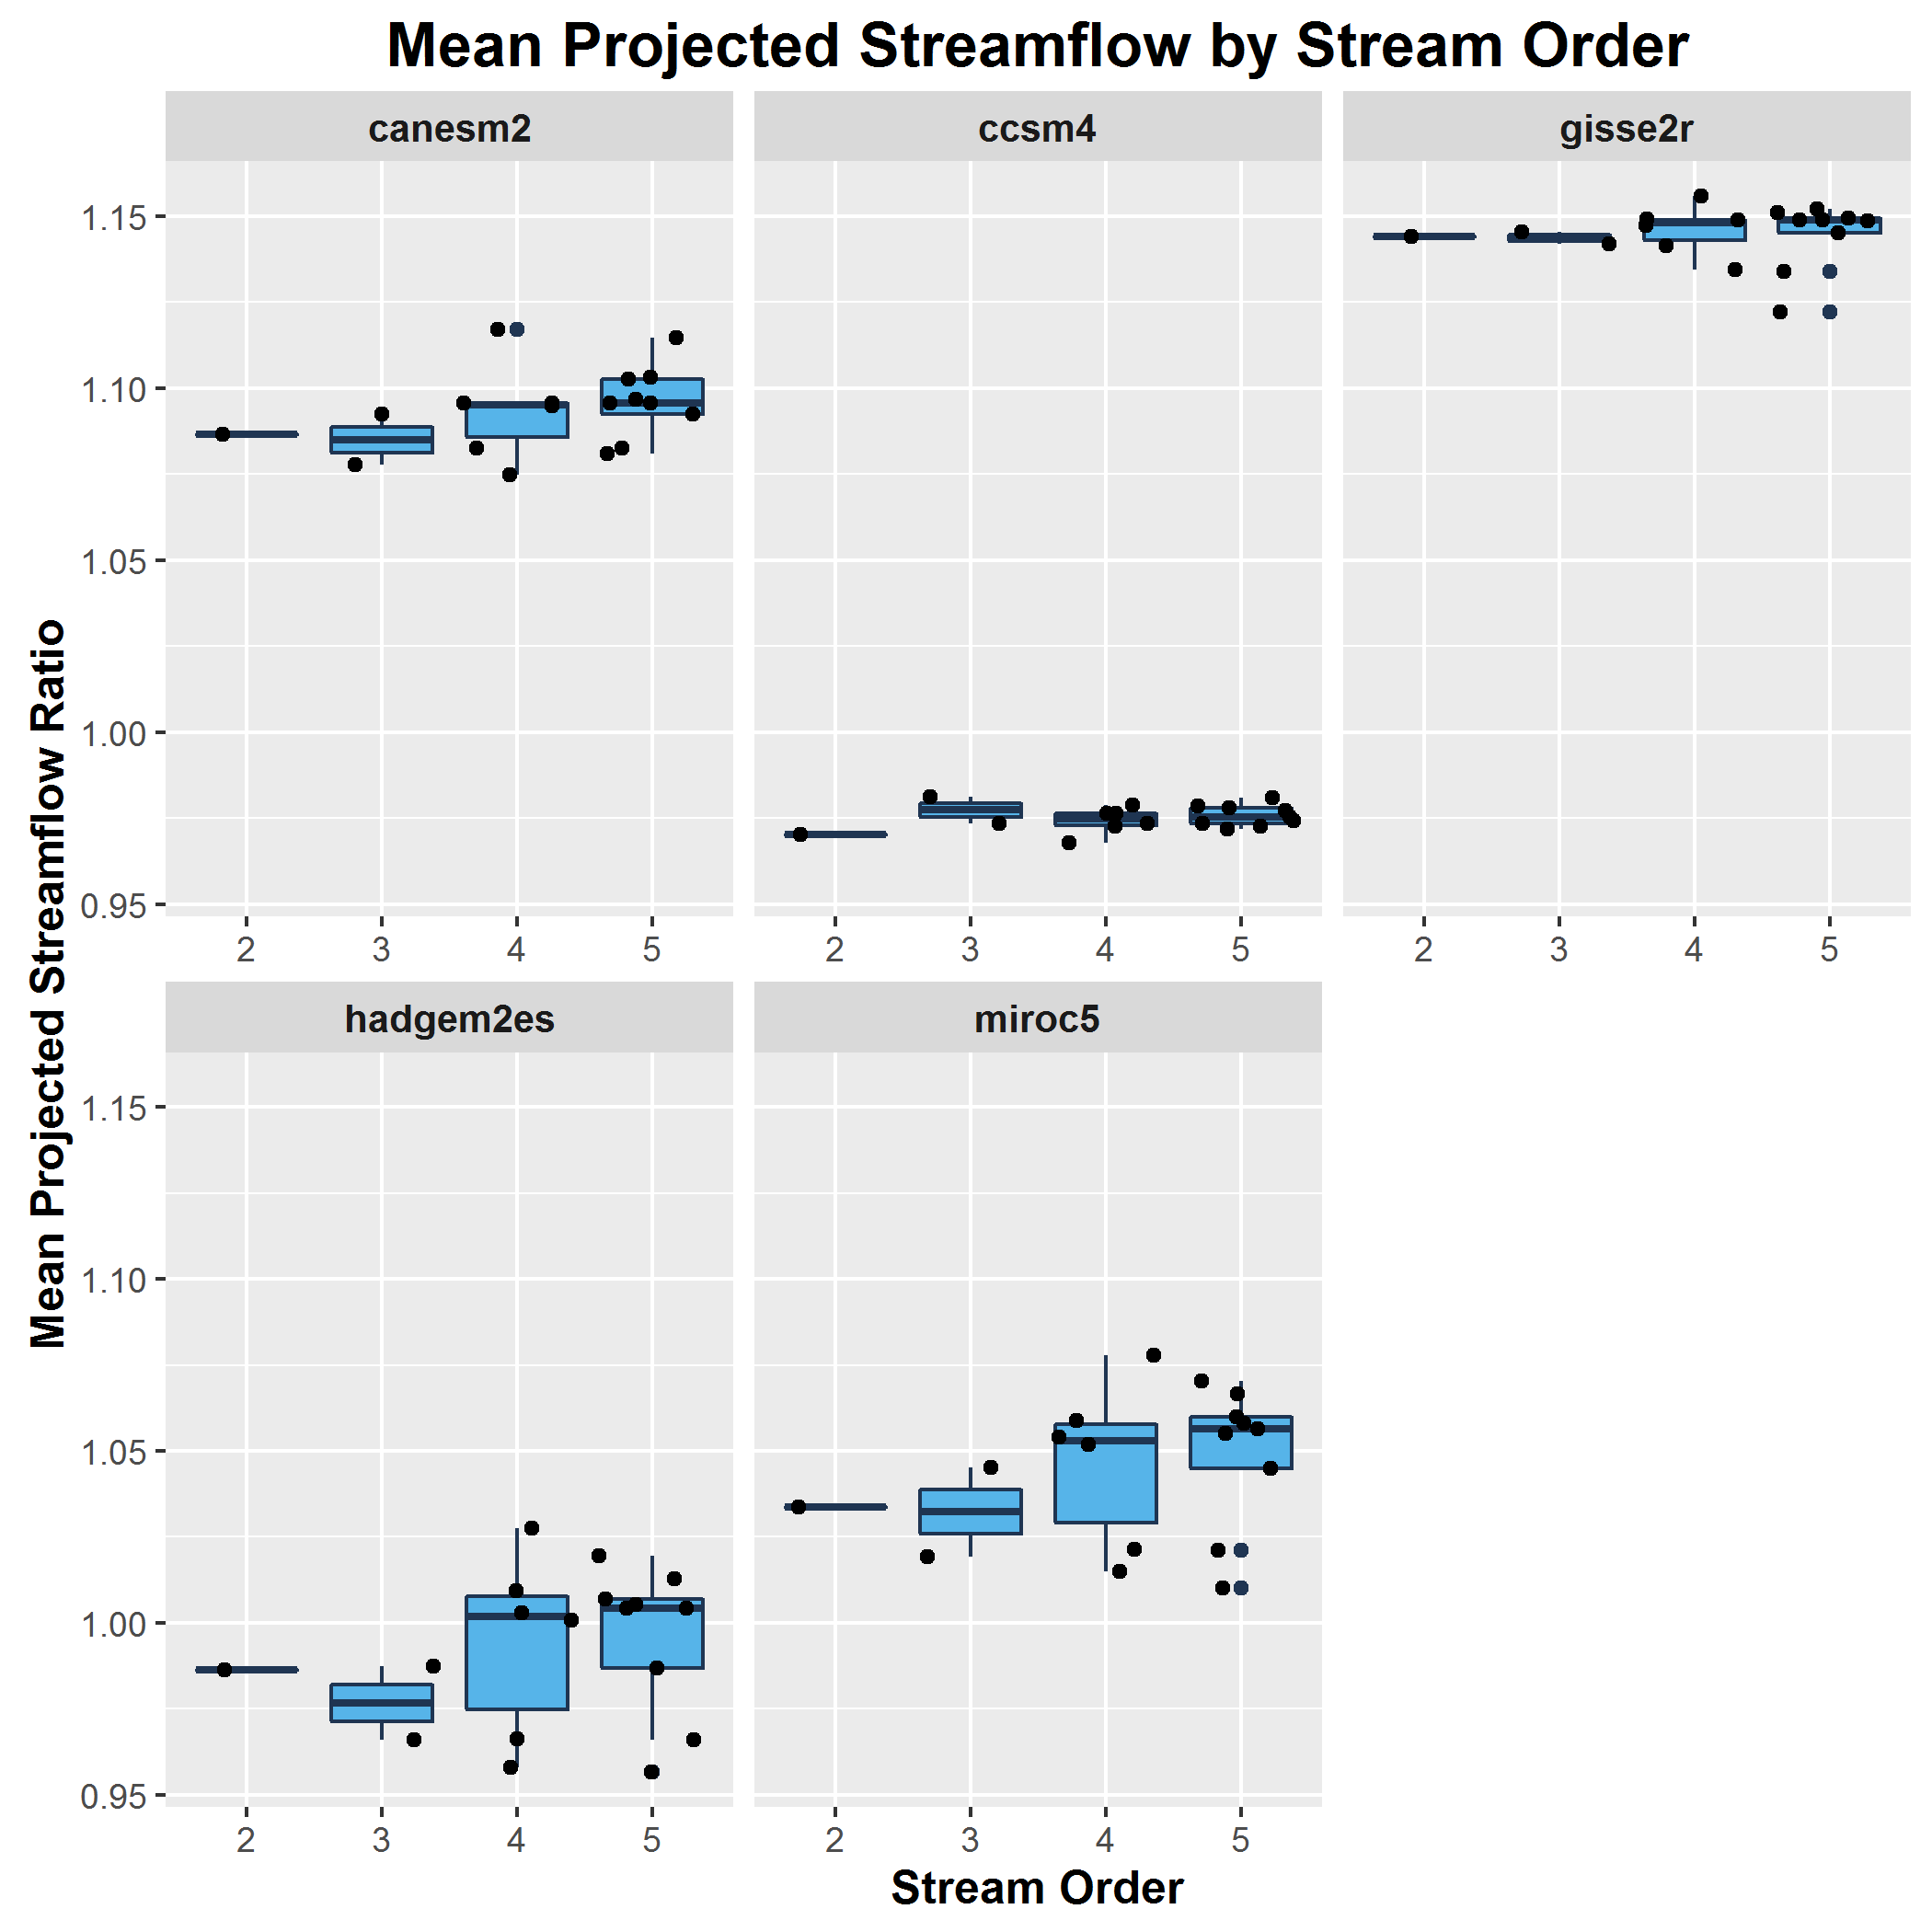 Mean Projected Streamflow by Stream Order
canesm2
ccsm4
gisse2r
1.15
1.10
1.05
1.00
0.95
2 3 4 5
2 3 4 5
2 3 4 5
Mean Projected Streamflow Ratio
hadgem2es
miroc5
1.15
1.10
1.05
1.00
0.95
2 3 4 5
2 3 4 5
Stream Order